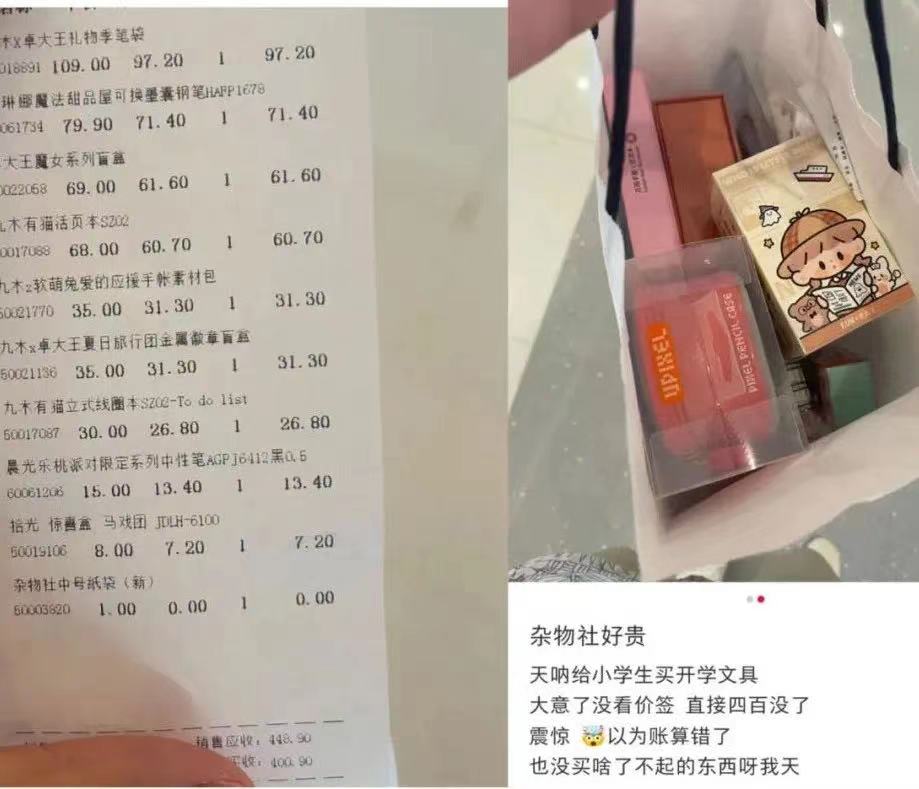 木X卓大王礼物季笔袋
018891 109.00 97.20 1 97.20
琳娜魔法甜品屋可换墨囊钢笔HAFP1678
061734 79.90 71.40 1 71.40
大王魔女系列盲盒
0022058 69.00 61.60 1 61.60
九木有猫活页本SZ02
0017088 68.00 60.70 1 60.70
九木z软萌兔爱的应援手帐素材包
50021770 35.00 31.30 1 31.30
九木x卓大王夏日旅行团金属徽章盲盒
50021136 35.00 31.30 1 31.30
九木有猫立式线圈本SZ02-To do list
50017087 30.00 26.80 1 26.80
晨光乐桃派对限定系列中性笔AGPJ6412黑0.5
60061206 15.00 13.40 1 13.40
拾光 惊喜盒 马戏团 JDLH-6100
50019106 8.00 7.20 1 7.20
杂物社中号纸袋（新）
50003820 1.00 0.00 1 0.00
销售应收：448.90
收：400.90
UPIXEL
PIXEL PENCIL CASE
杂物社好贵
天呐给小学生买开学文具
大意了没看价签 直接四百没了
震惊 🤯以为账算错了
也没买啥了不起的东西呀我天